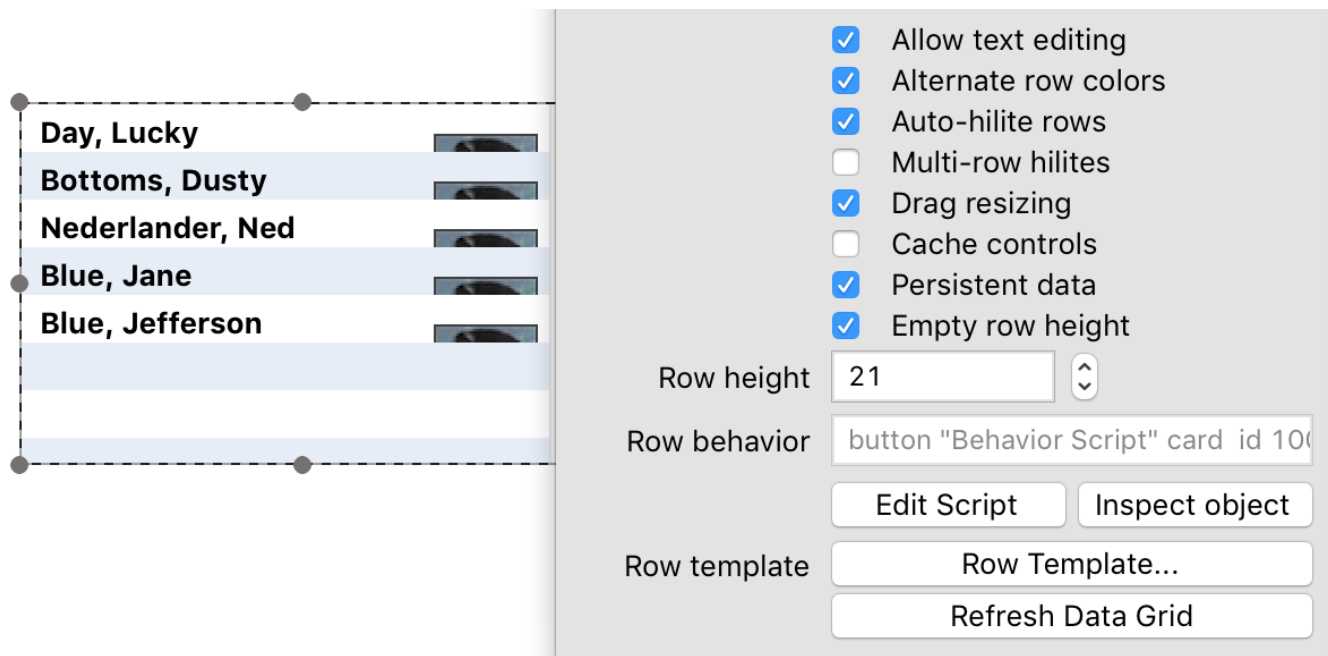 Day, Lucky
Bottoms, Dusty
Nederlander, Ned
Blue, Jane
Blue, Jefferson
Allow text editing
Alternate row colors
Auto-hilite rows
Multi-row hilites
Drag resizing
Cache controls
Persistent data
Empty row height
Row height 21
Row behavior button "Behavior Script" card id 100
Edit Script Inspect object
Row template Row Template...
Refresh Data Grid